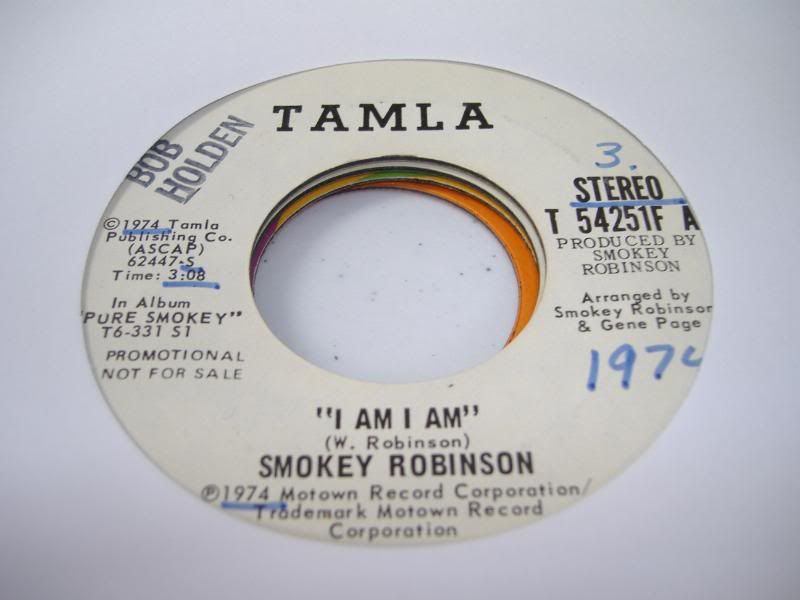 TAMLA
BOB
HOLDEN
3.
STEREO
T 54251F A
PRODUCED BY
SMOKEY
ROBINSON
Arranged by
Smokey Robinson
& Gene Page
©1974 Tamla
Publishing Co.
(ASCAP)
62447-S
Time: 3:08
In Album
"PURE SMOKEY"
T6-331 S1
PROMOTIONAL
NOT FOR SALE
"I AM I AM"
(W. Robinson)
SMOKEY ROBINSON
℗1974 Motown Record Corporation/
Trademark Motown Record
Corporation